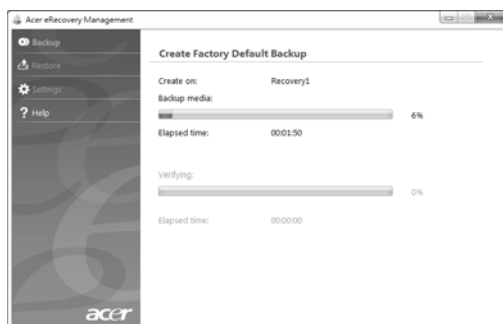 Acer eRecovery Management
Backup
Restore
Settings
Help
Create Factory Default Backup
Create on: Recovery1
Backup media:
6%
Elapsed time: 00:01:50
Verifying:
0%
Elapsed time: 00:00:00
acer